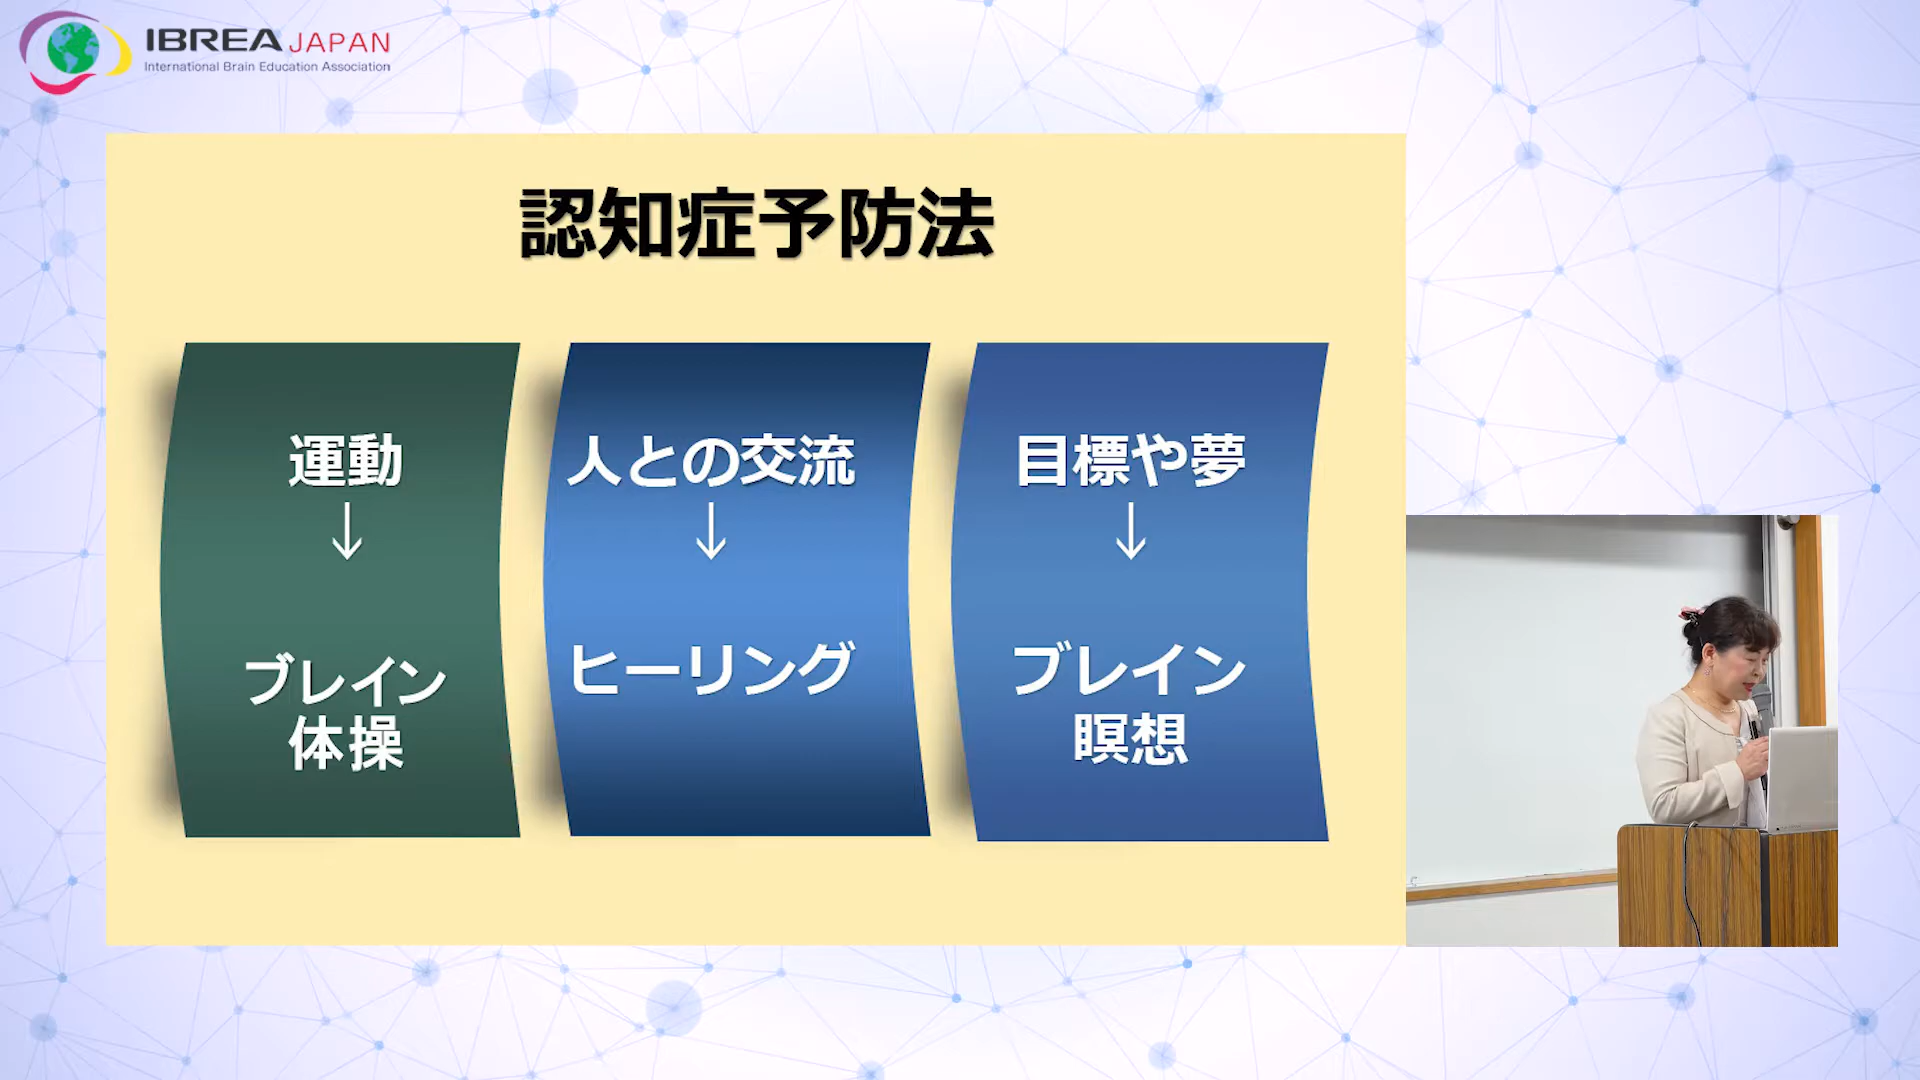 IBREA JAPAN
International Brain Education Association
認知症予防法
運動
↓
ブレイン
体操
人との交流
↓
ヒーリング
目標や夢
↓
ブレイン
瞑想